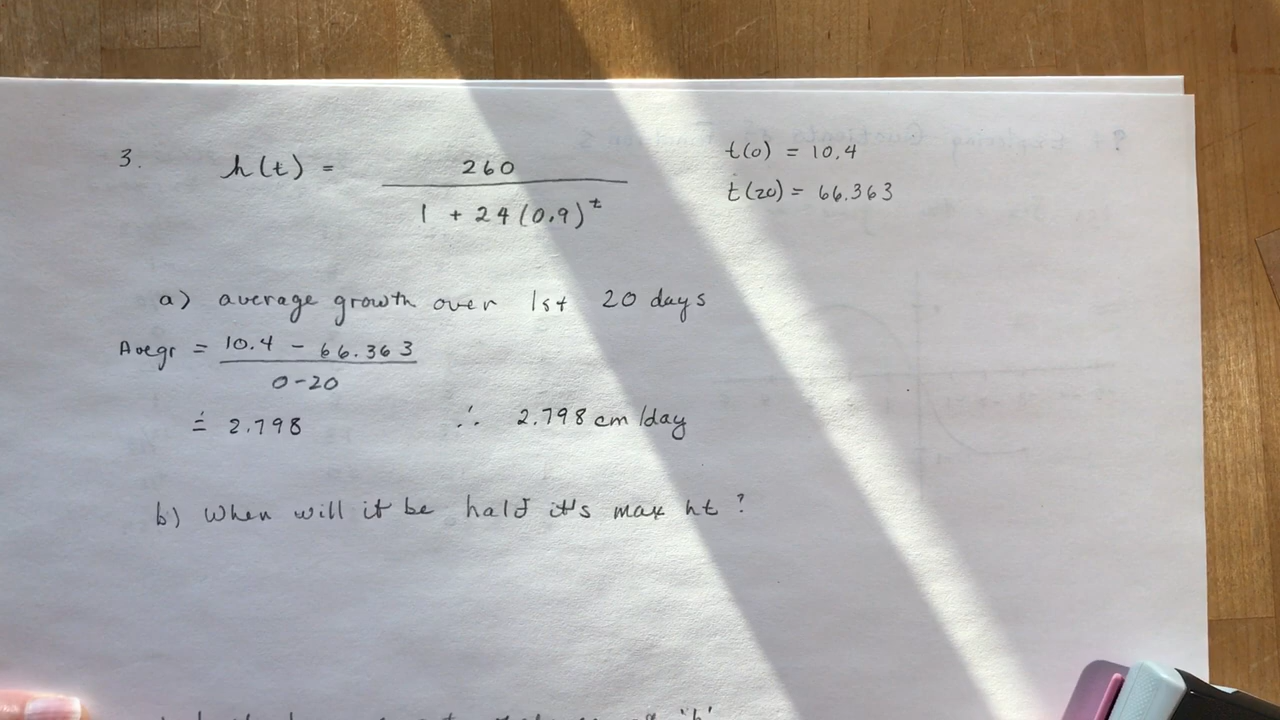 3. h(t) = 260 / 1 + 24(0.9)^t
t(0) = 10.4
t(20) = 66.363
a) average growth over 1st 20 days
Avegr = 10.4 - 66.363 / 0-20
≐ 2.798 ∴ 2.798 cm/day
b) When will it be half it's max ht?